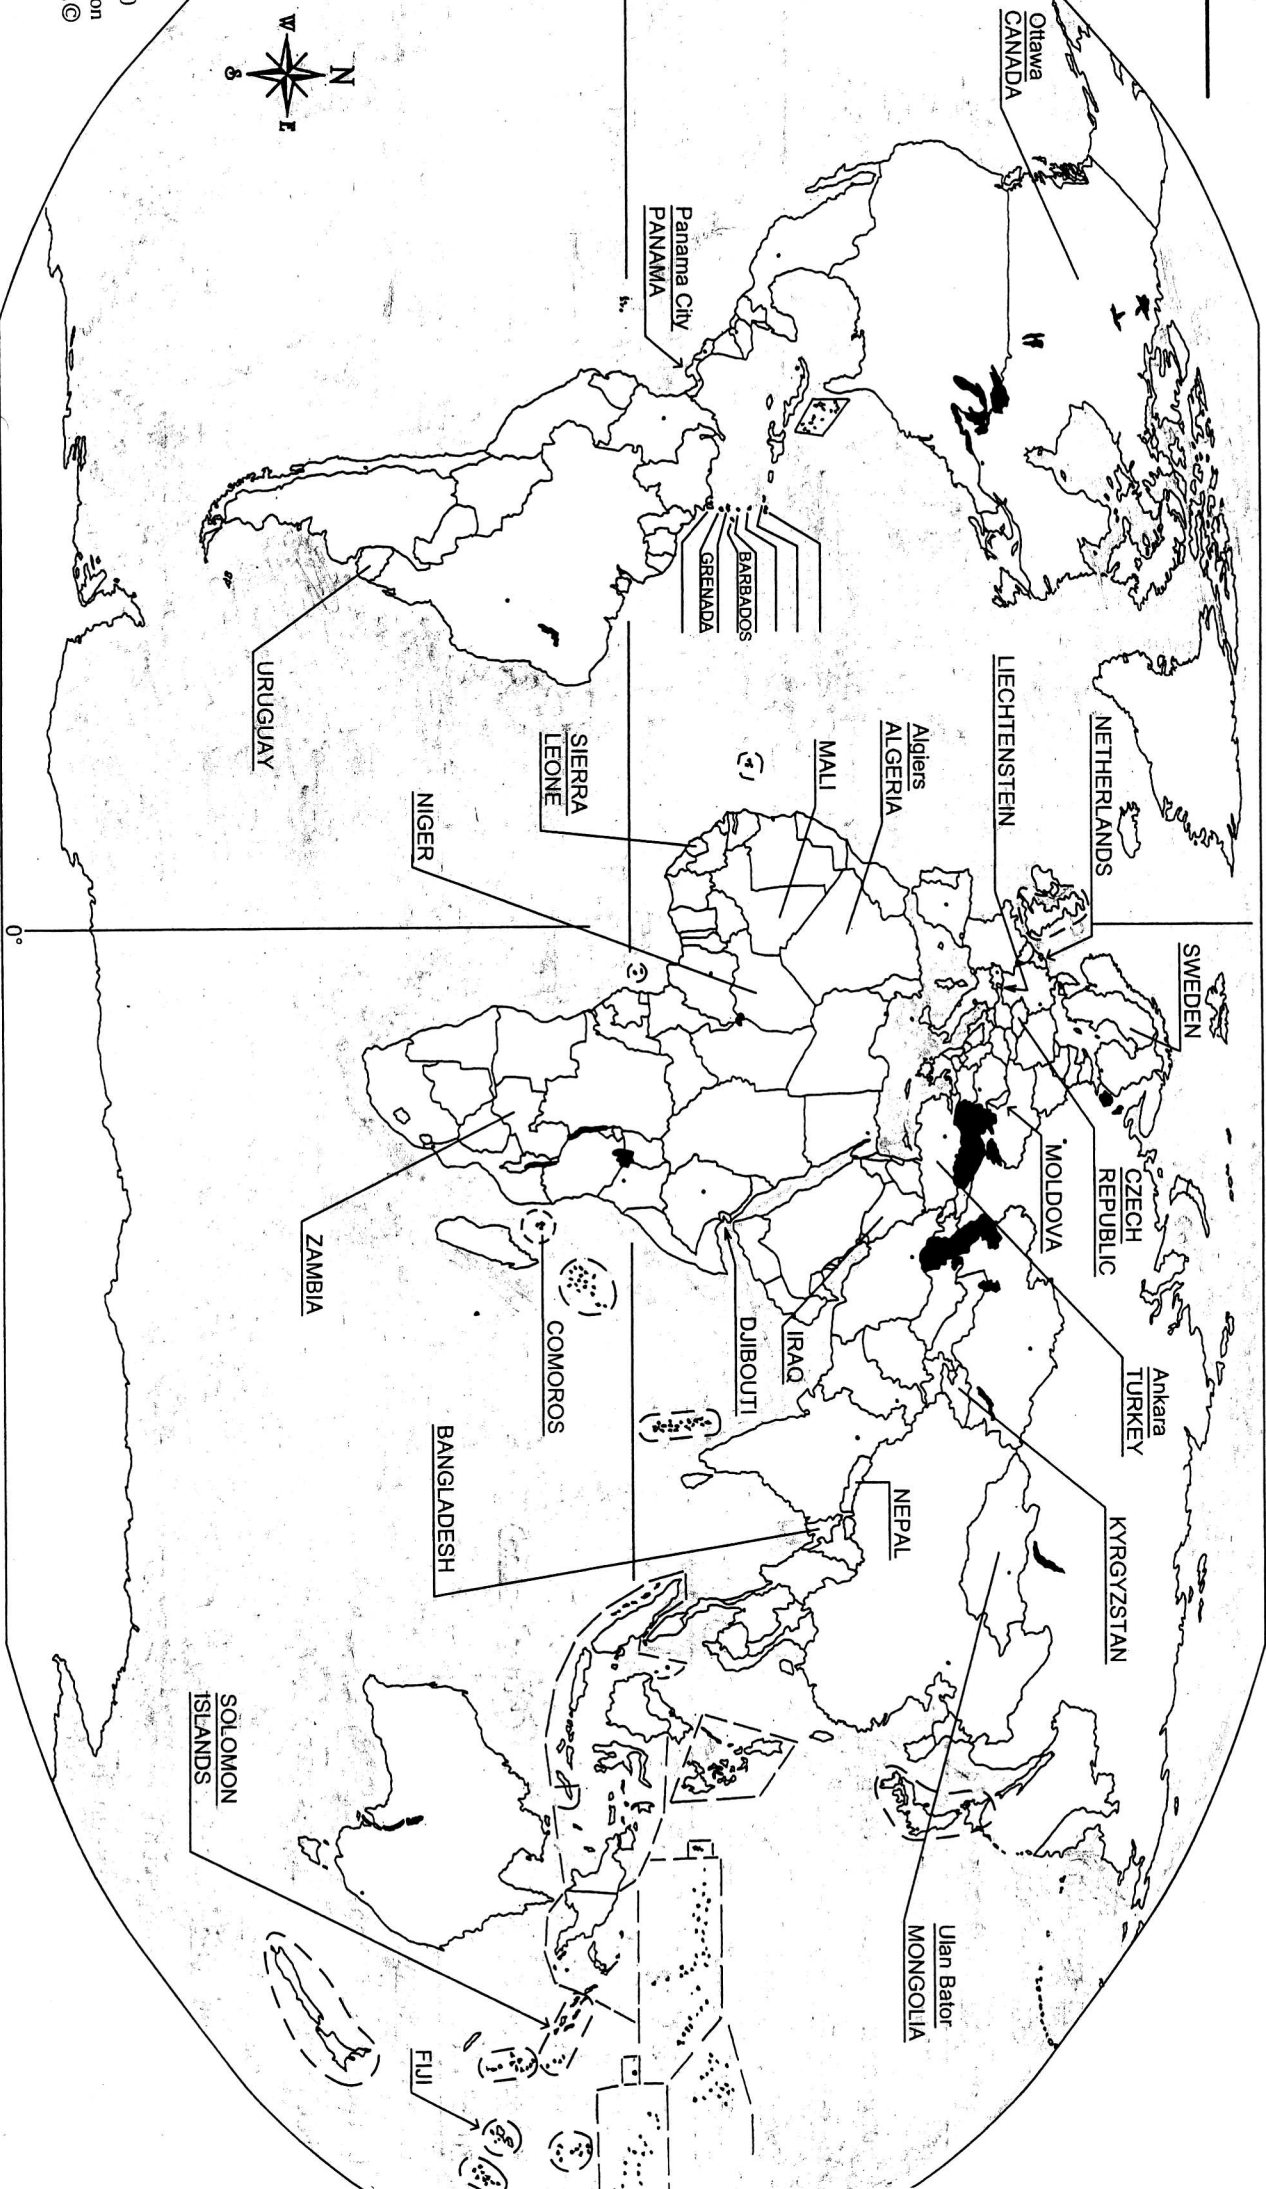 Ottawa
CANADA
N
W
E
S
on
©
Panama City
PANAMA
BARBADOS
GRENADA
URUGUAY
LIECHTENSTEIN
NETHERLANDS
Algiers
ALGERIA
MALI
SIERRA
LEONE
NIGER
0°
SWEDEN
CZECH
REPUBLIC
MOLDOVA
Ankara
TURKEY
ZAMBIA
COMOROS
DJIBOUTI
IRAQ
KYRGYZSTAN
NEPAL
BANGLADESH
SOLOMON
ISLANDS
Ulan Bator
MONGOLIA
FIJI